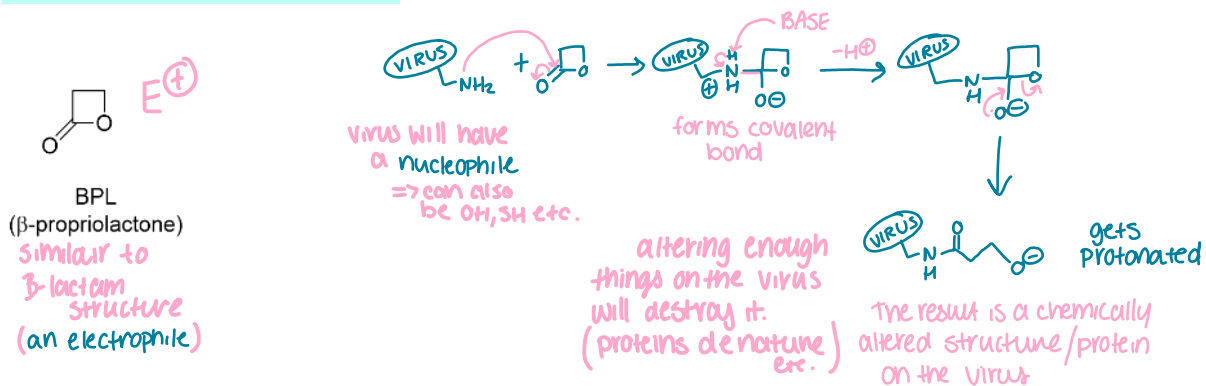 E⊕
O
O
BPL
(β-propriolactone)
similair to
β-lactam
structure
(an electrophile)
VIRUS
NH₂
+
O
O
virus will have
a nucleophile
=> can also
be OH, SH etc.
BASE
VIRUS
H
N
H
⊕
O
O⊖
forms covalent
bond
-H⊕
VIRUS
N
H
O
O⊖
altering enough
things on the virus
will destroy it.
(proteins denature
etc.)
VIRUS
N
H
O
O⊖
gets
protonated
The result is a chemically
altered structure/protein
on the virus